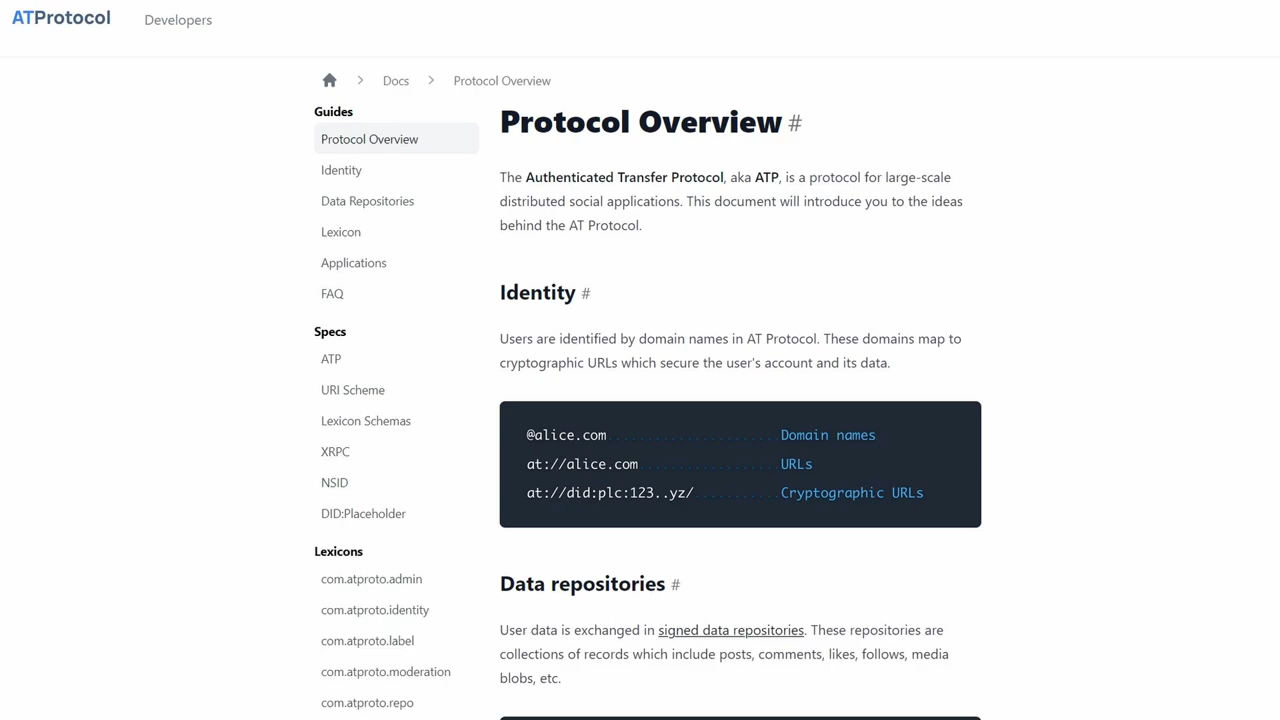 ATProtocol
Developers
Docs
Protocol Overview
Guides
Protocol Overview
Identity
Data Repositories
Lexicon
Applications
FAQ
Specs
ATP
URI Scheme
Lexicon Schemas
XRPC
NSID
DID:Placeholder
Lexicons
com.atproto.admin
com.atproto.identity
com.atproto.label
com.atproto.moderation
com.atproto.repo
Protocol Overview #
The Authenticated Transfer Protocol, aka ATP, is a protocol for large-scale
distributed social applications. This document will introduce you to the ideas
behind the AT Protocol.
Identity #
Users are identified by domain names in AT Protocol. These domains map to
cryptographic URLs which secure the user's account and its data.
@alice.com......................Domain names
at://alice.com..................URLs
at://did:plc:123..yz/...........Cryptographic URLs
Data repositories #
User data is exchanged in signed data repositories. These repositories are
collections of records which include posts, comments, likes, follows, media
blobs, etc.